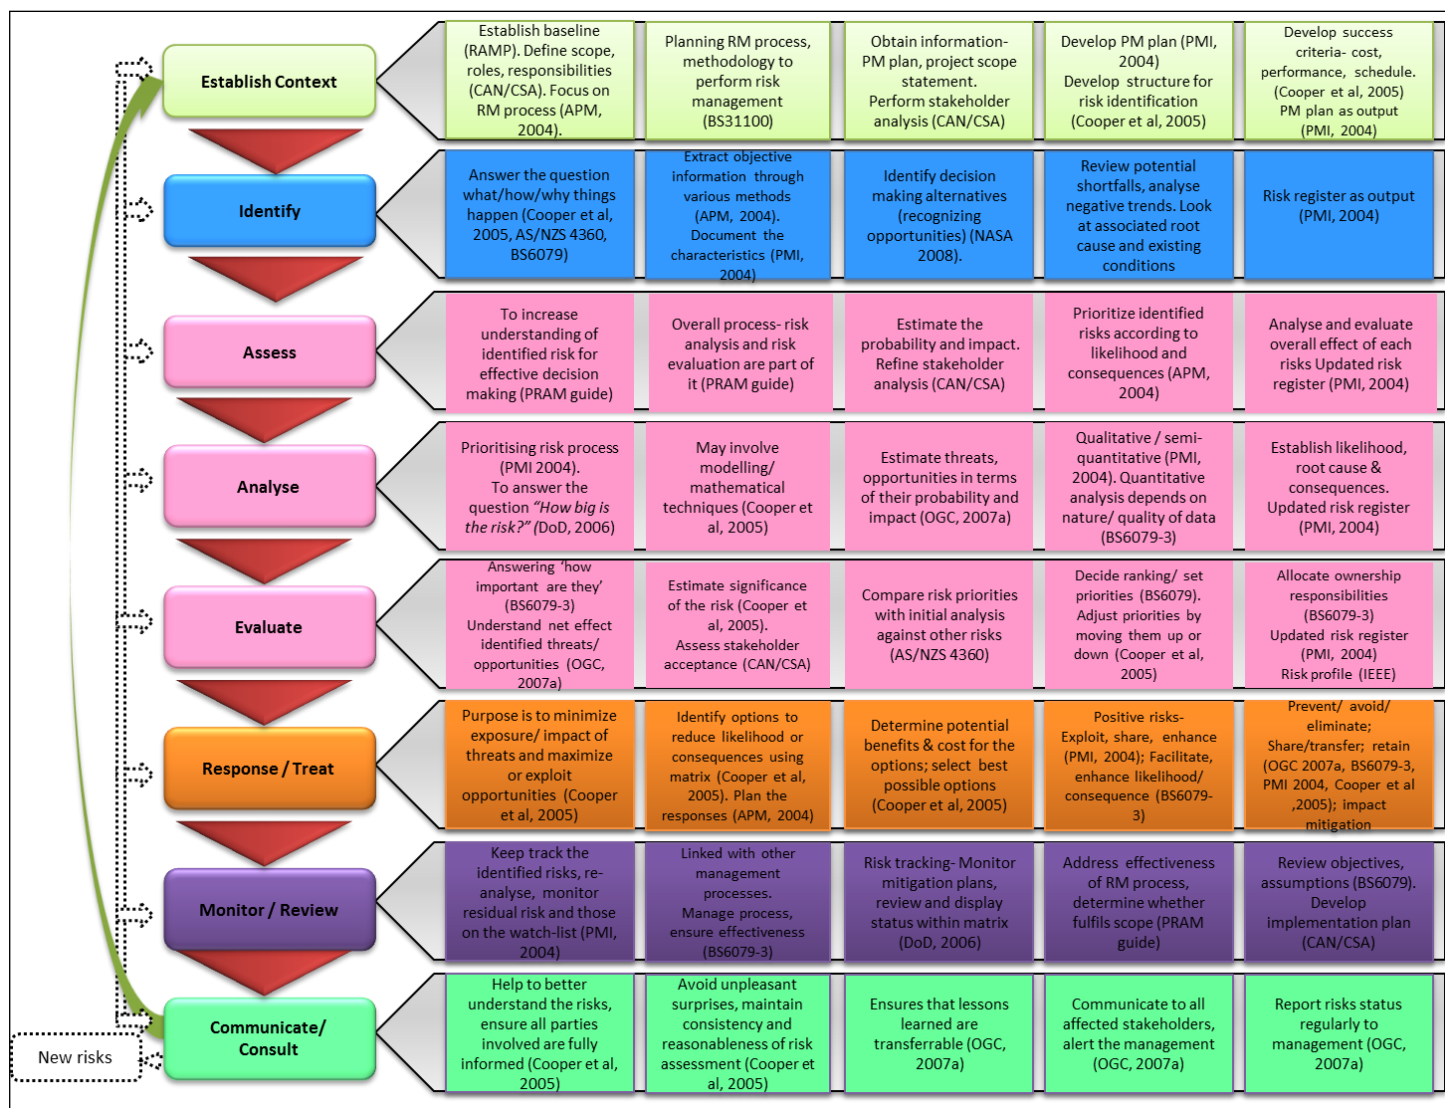 Establish Context
Establish baseline
(RAMP). Define scope,
roles, responsibilities
(CAN/CSA). Focus on
RM process (APM,
2004).
Planning RM process,
methodology to
perform risk
management
(BS31100)
Obtain information-
PM plan, project scope
statement.
Perform stakeholder
analysis (CAN/CSA)
Develop PM plan (PMI,
2004)
Develop structure for
risk identification
(Cooper et al, 2005)
Develop success
criteria- cost,
performance, schedule.
(Cooper et al, 2005)
PM plan as output
(PMI, 2004)
Identify
Answer the question
what/how/why things
happen (Cooper et al,
2005, AS/NZS 4360,
BS6079)
Extract objective
information through
various methods
(APM, 2004).
Document the
characteristics (PMI, 2004)
Identify decision
making alternatives
(recognizing
opportunities) (NASA
2008).
Review potential
shortfalls, analyse
negative trends. Look
at associated root
cause and existing
conditions
Risk register as output
(PMI, 2004)
Assess
To increase
understanding of
identified risk for
effective decision
making (PRAM guide)
Overall process- risk
analysis and risk
evaluation are part of
it (PRAM guide)
Estimate the
probability and impact.
Refine stakeholder
analysis (CAN/CSA)
Prioritize identified
risks according to
likelihood and
consequences (APM,
2004)
Analyse and evaluate
overall effect of each
risks Updated risk
register (PMI, 2004)
Analyse
Prioritising risk process
(PMI 2004).
To answer the
question “How big is
the risk?” (DoD, 2006)
May involve
modelling/
mathematical
techniques (Cooper et
al, 2005)
Estimate threats,
opportunities in terms
of their probability and
impact (OGC, 2007a)
Qualitative / semi-
quantitative (PMI,
2004). Quantitative
analysis depends on
nature/ quality of data
(BS6079-3)
Establish likelihood,
root cause &
consequences.
Updated risk register
(PMI, 2004)
Evaluate
Answering ‘how
important are they’
(BS6079-3)
Understand net effect
identified threats/
opportunities (OGC,
2007a)
Estimate significance
of the risk (Cooper et
al, 2005).
Assess stakeholder
acceptance (CAN/CSA)
Compare risk priorities
with initial analysis
against other risks
(AS/NZS 4360)
Decide ranking/ set
priorities (BS6079).
Adjust priorities by
moving them up or
down (Cooper et al,
2005)
Allocate ownership
responsibilities
(BS6079-3)
Updated risk register
(PMI, 2004)
Risk profile (IEEE)
Response / Treat
Purpose is to minimize
exposure/ impact of
threats and maximize
or exploit
opportunities (Cooper
et al, 2005)
Identify options to
reduce likelihood or
consequences using
matrix (Cooper et al,
2005). Plan the
responses (APM, 2004)
Determine potential
benefits & cost for the
options; select best
possible options
(Cooper et al, 2005)
Positive risks-
Exploit, share, enhance
(PMI, 2004); Facilitate,
enhance likelihood/
consequence (BS6079-
3)
Prevent/ avoid/
eliminate;
Share/transfer; retain
(OGC 2007a, BS6079-3,
PMI 2004, Cooper et al
,2005); impact
mitigation
Monitor / Review
Keep track the
identified risks, re-
analyse, monitor
residual risk and those
on the watch-list (PMI,
2004)
Linked with other
management
processes.
Manage process,
ensure effectiveness
(BS6079-3)
Risk tracking- Monitor
mitigation plans,
review and display
status within matrix
(DoD, 2006)
Address effectiveness
of RM process,
determine whether
fulfils scope (PRAM
guide)
Review objectives,
assumptions (BS6079).
Develop
implementation plan
(CAN/CSA)
Communicate/
Consult
Help to better
understand the risks,
ensure all parties
involved are fully
informed (Cooper et al,
2005)
Avoid unpleasant
surprises, maintain
consistency and
reasonableness of risk
assessment (Cooper et
al, 2005)
Ensures that lessons
learned are
transferrable (OGC,
2007a)
Communicate to all
affected stakeholders,
alert the management
(OGC, 2007a)
Report risks status
regularly to
management (OGC,
2007a)
New risks